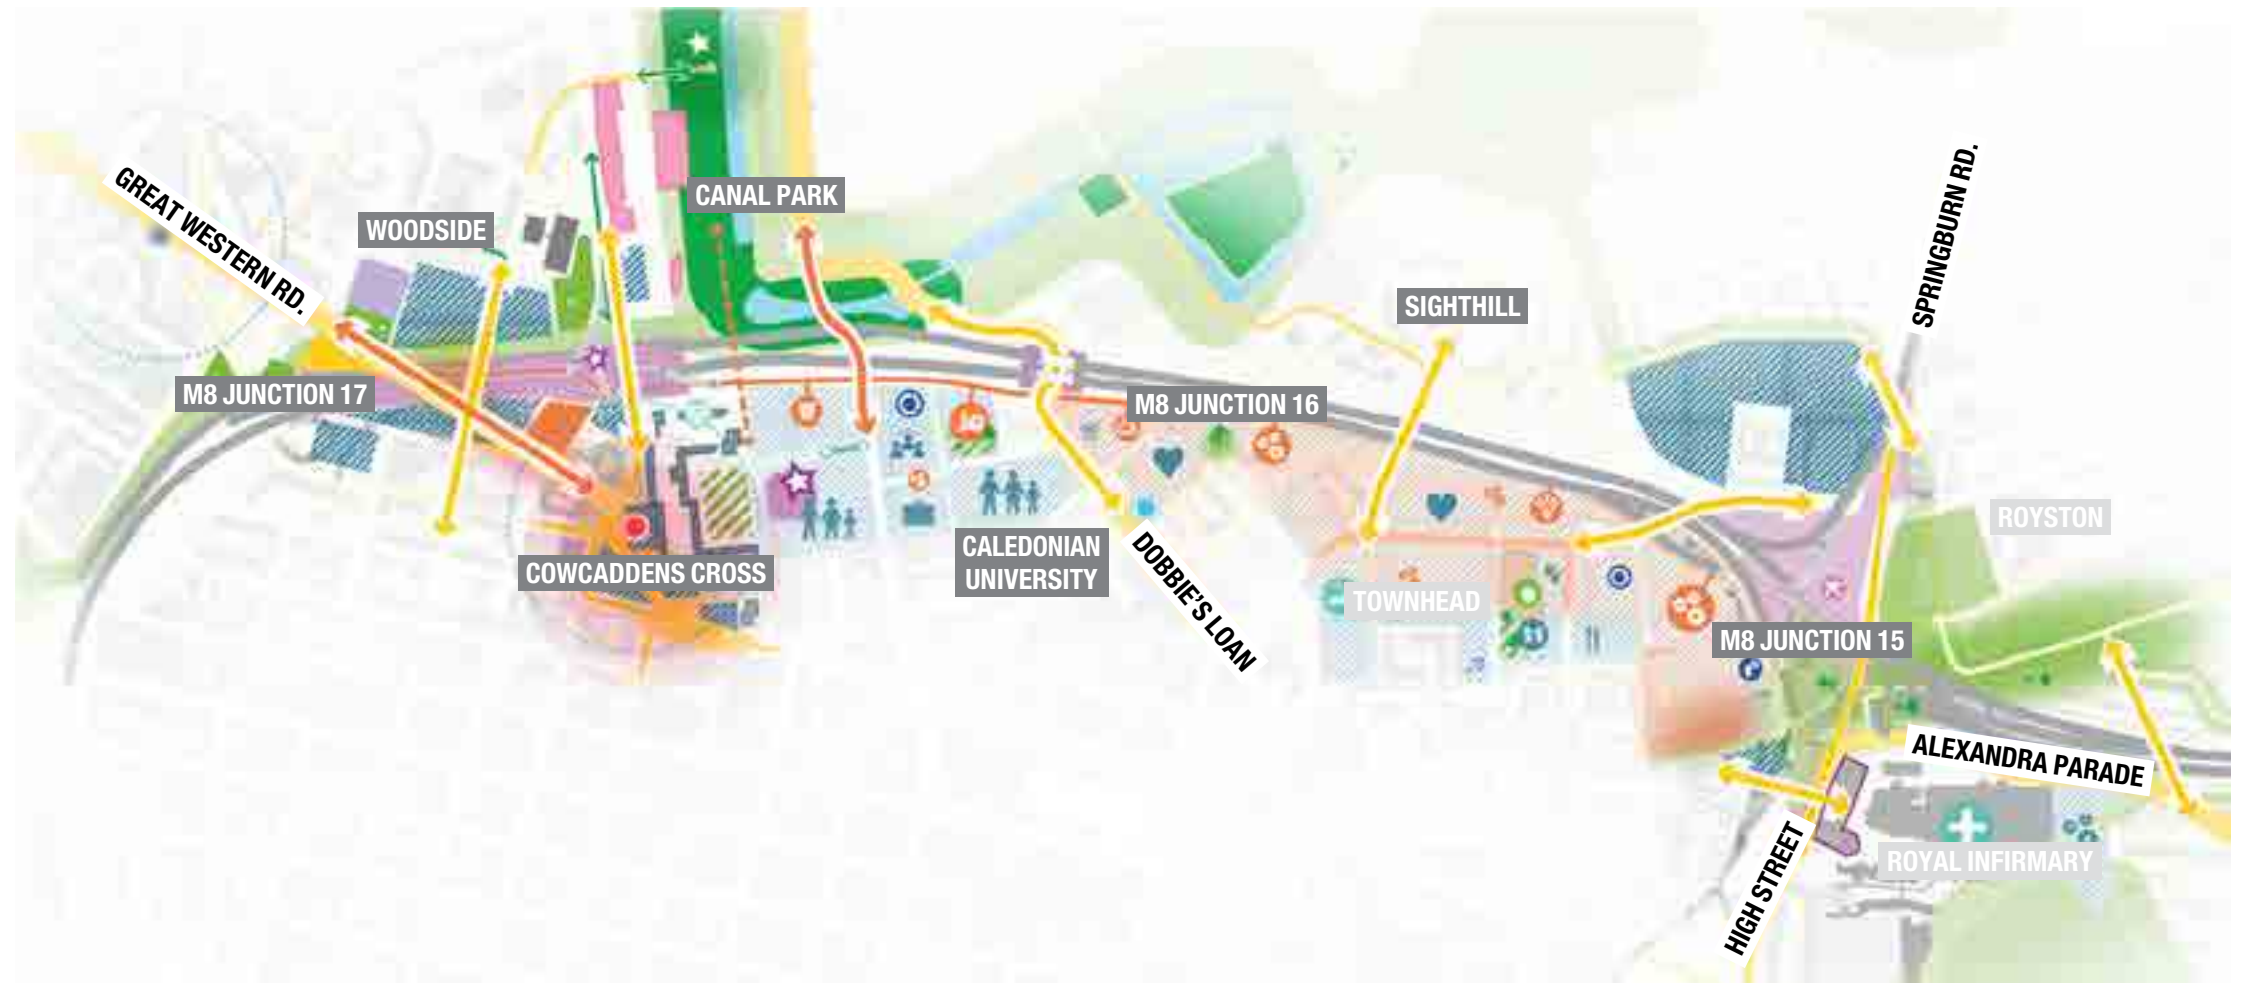 GREAT WESTERN RD.
WOODSIDE
CANAL PARK
SPRINGBURN RD.
SIGHTHILL
M8 JUNCTION 17
M8 JUNCTION 16
ROYSTON
COWCADDENS CROSS
CALEDONIAN
UNIVERSITY
DOBBIE'S LOAN
TOWNHEAD
M8 JUNCTION 15
ALEXANDRA PARADE
HIGH STREET
ROYAL INFIRMARY